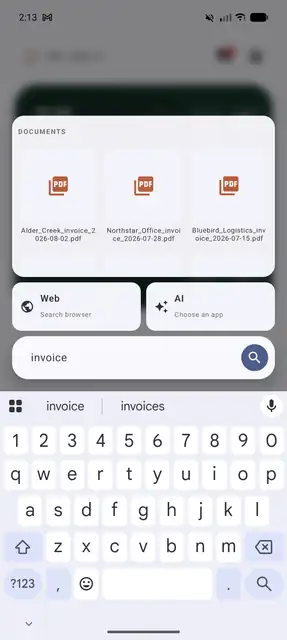 2:13
DOCUMENTS
PDF PDF PDF
Alder_Creek_invoice_2
026-08-02.pdf
Northstar_Office_invoi
ce_2026-07-28.pdf
Bluebird_Logistics_inv
oice_2026-07-15.pdf
Web
Search browser
AI
Choose an app
invoice
invoice invoices
1 2 3 4 5 6 7 8 9 0
q w e r t y u i o p
a s d f g h j k l
z x c v b n m
?123 , .